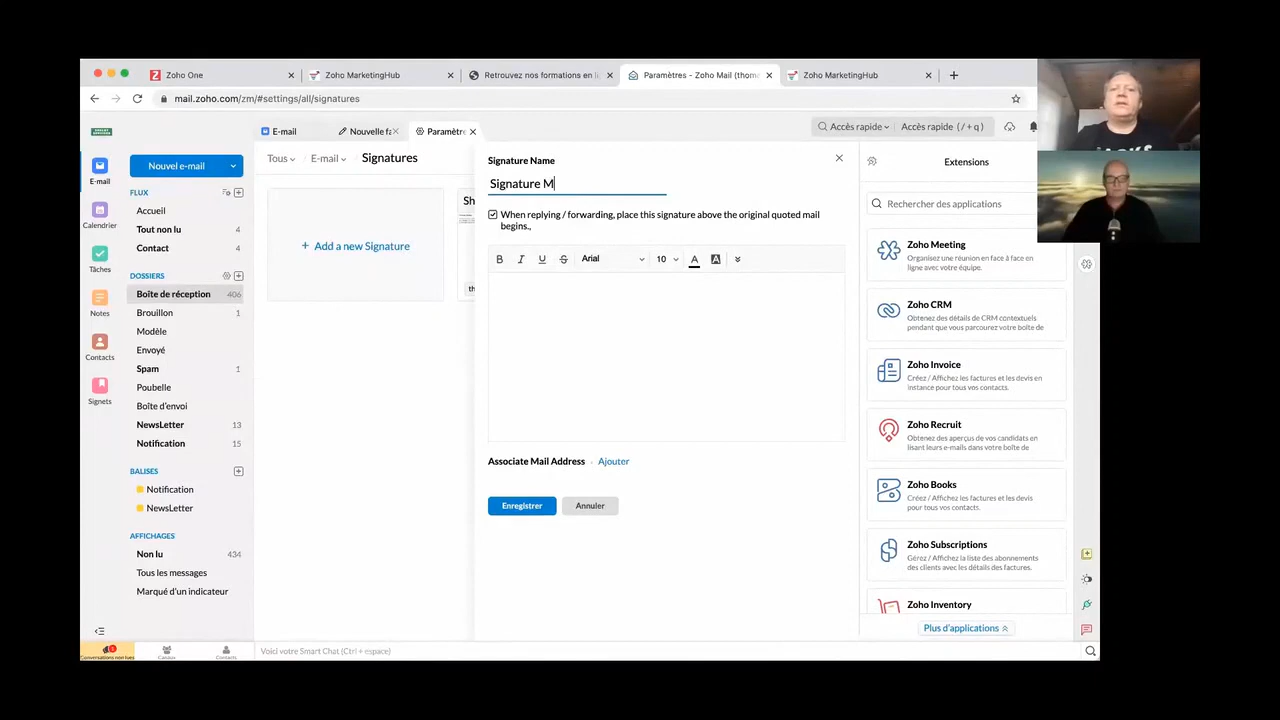 Zoho One
Zoho MarketingHub
Paramètres - Zoho Mail (thom
Zoho MarketingHub
mail.zoho.com/zm/#settings/all/signatures
E-mail
Accès rapide
Accès rapide (/+q)
Tous / E-mail / Signatures
Nouvel e-mail
E-mail
Calendrier
Tâches
Notes
Contacts
Signets
FLUX
Accueil
Tout non lu 4
Contact 4
DOSSIERS
Boîte de réception 406
Brouillon 1
Modèle
Envoyé
Spam 1
Poubelle
Boîte d'envoi
NewsLetter 13
Notification 15
BALISES
Notification
NewsLetter
AFFICHAGES
Non lu 434
Tous les messages
Marqué d'un indicateur
+ Add a new Signature
Sh
th
Signature Name
Signature M
When replying / forwarding, place this signature above the original quoted mail
begins.,
B I U S Arial 10 A A
Associate Mail Address - Ajouter
Enregistrer Annuler
Extensions
Rechercher des applications
Zoho Meeting
Organisez une réunion en face à face en
ligne avec votre équipe.
Zoho CRM
Obtenez des détails de CRM contextuels
pendant que vous parcourez votre boîte de
Zoho Invoice
Créez / Affichez les factures et les devis en
instance pour tous vos contacts.
Zoho Recruit
Obtenez des aperçus de vos candidats en
lisant leurs e-mails dans votre boîte de
Zoho Books
Créez / Affichez les factures et les devis
pour tous vos contacts.
Zoho Subscriptions
Gérez / Affichez la liste des abonnements
des clients avec les détails des factures.
Zoho Inventory
Plus d'applications
Conversations non lues
Canaux
Contacts
Voici votre Smart Chat (Ctrl + espace)